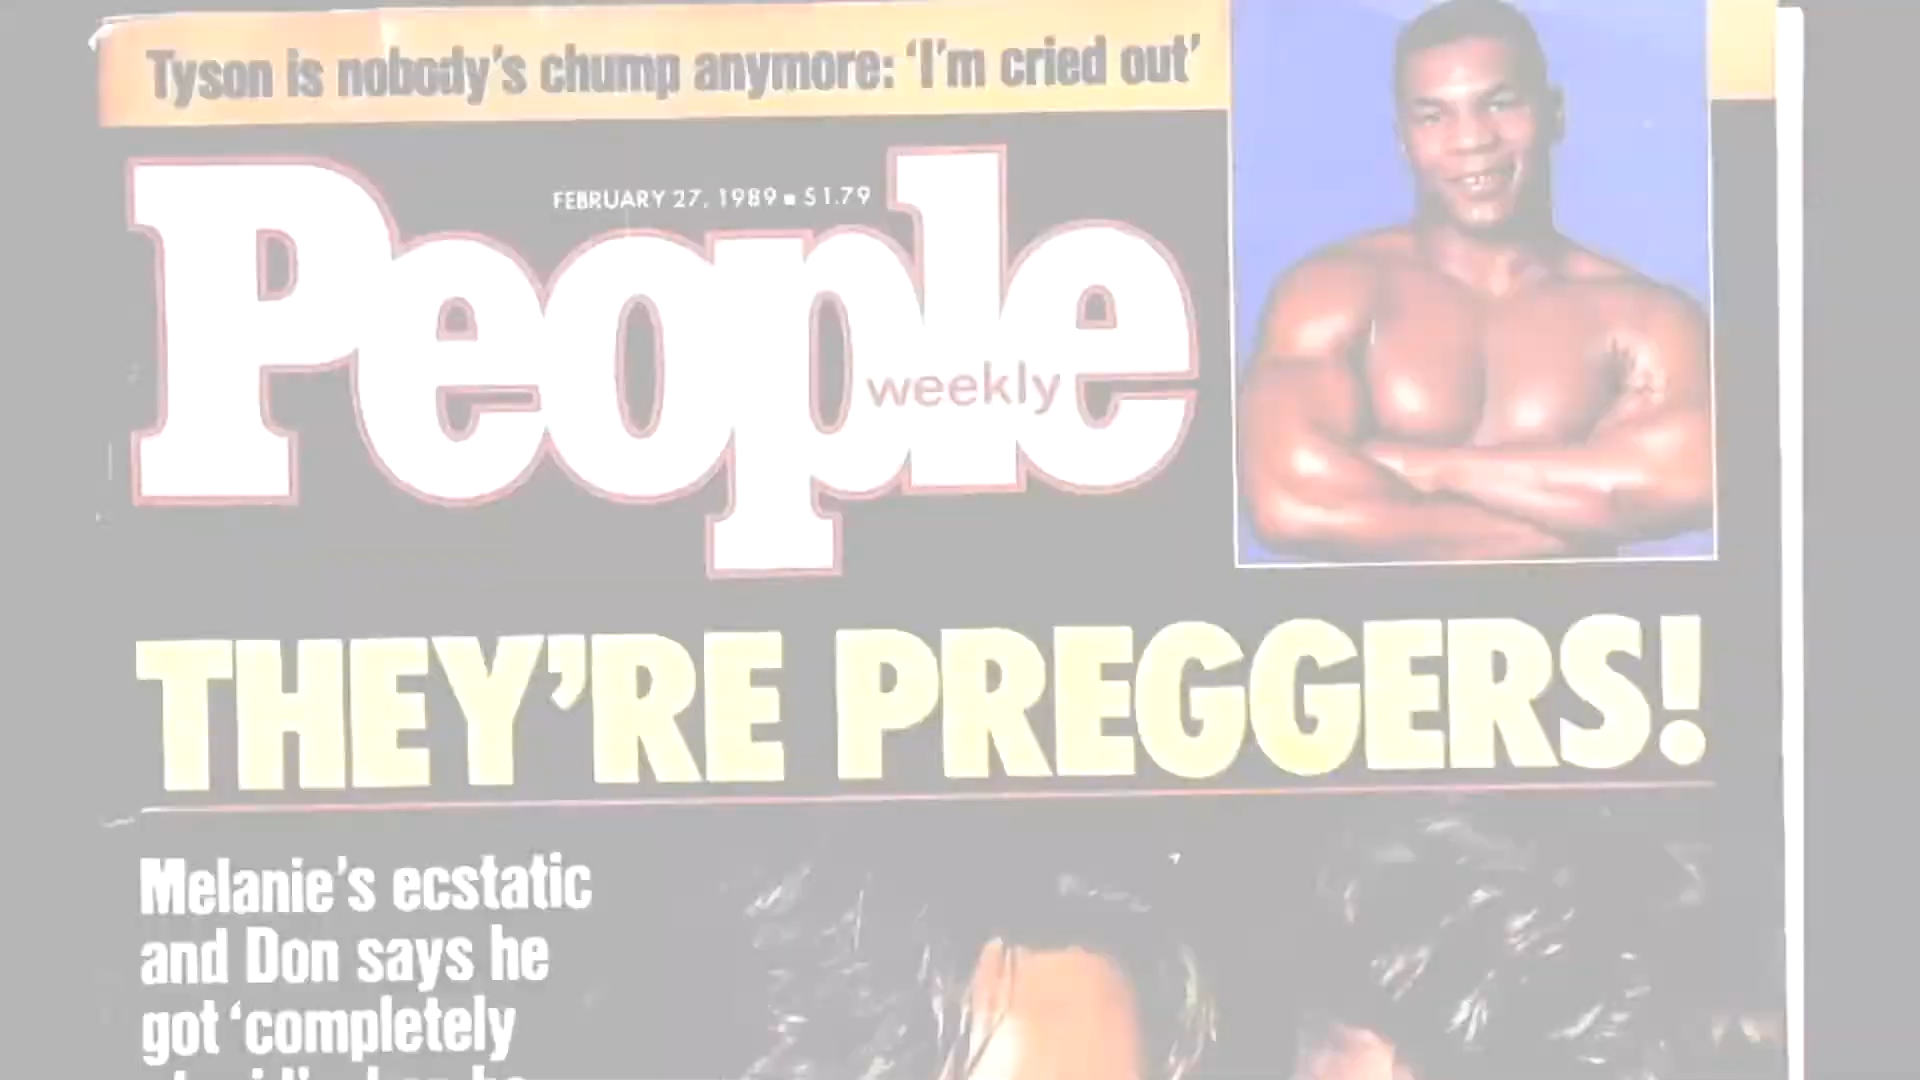 Tyson is nobody's chump anymore: 'I'm cried out'
FEBRUARY 27, 1989 ■ $1.79
People
weekly
THEY'RE PREGGERS!
Melanie's ecstatic
and Don says he
got 'completely